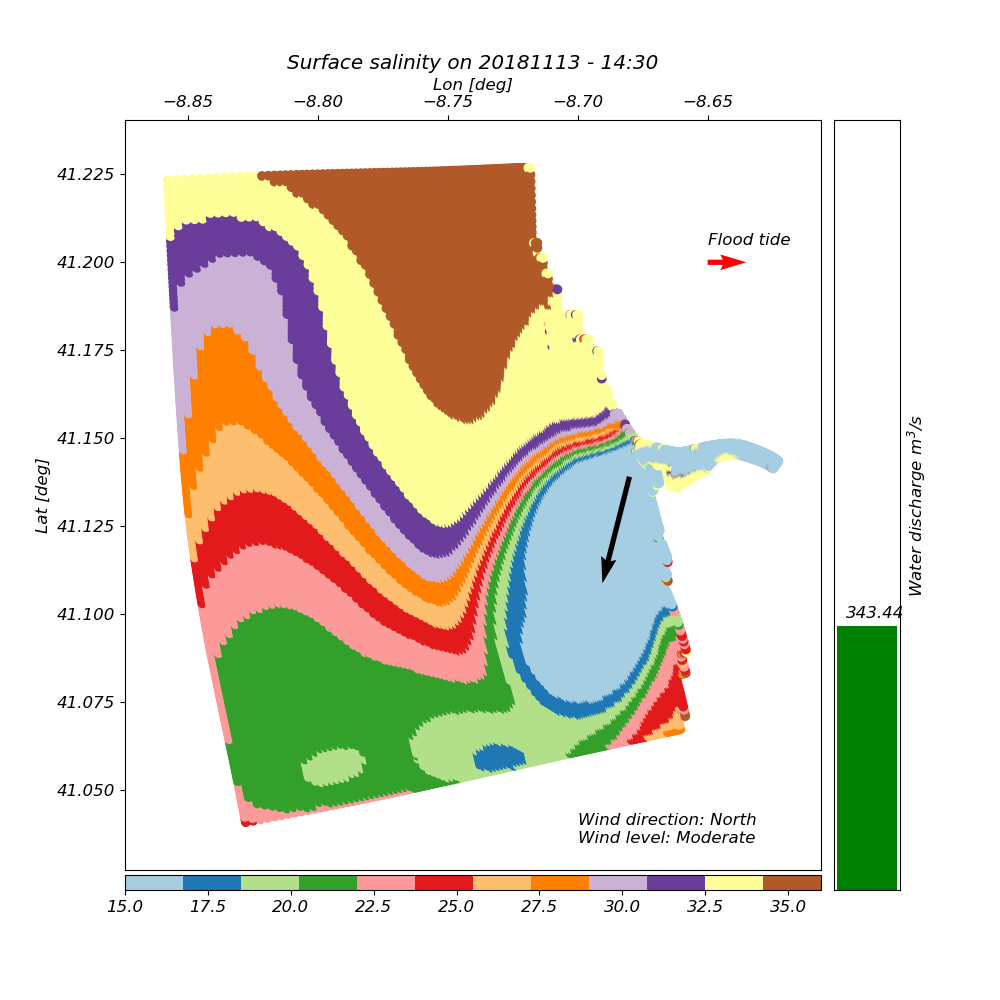 Surface salinity on 20181113 - 14:30
Lon [deg]
−8.85 −8.80 −8.75 −8.70 −8.65
41.225
41.200
41.175
41.150
41.125
41.100
41.075
41.050
Lat [deg]
Flood tide
Wind direction: North
Wind level: Moderate
343.44
Water discharge m³/s
15.0 17.5 20.0 22.5 25.0 27.5 30.0 32.5 35.0